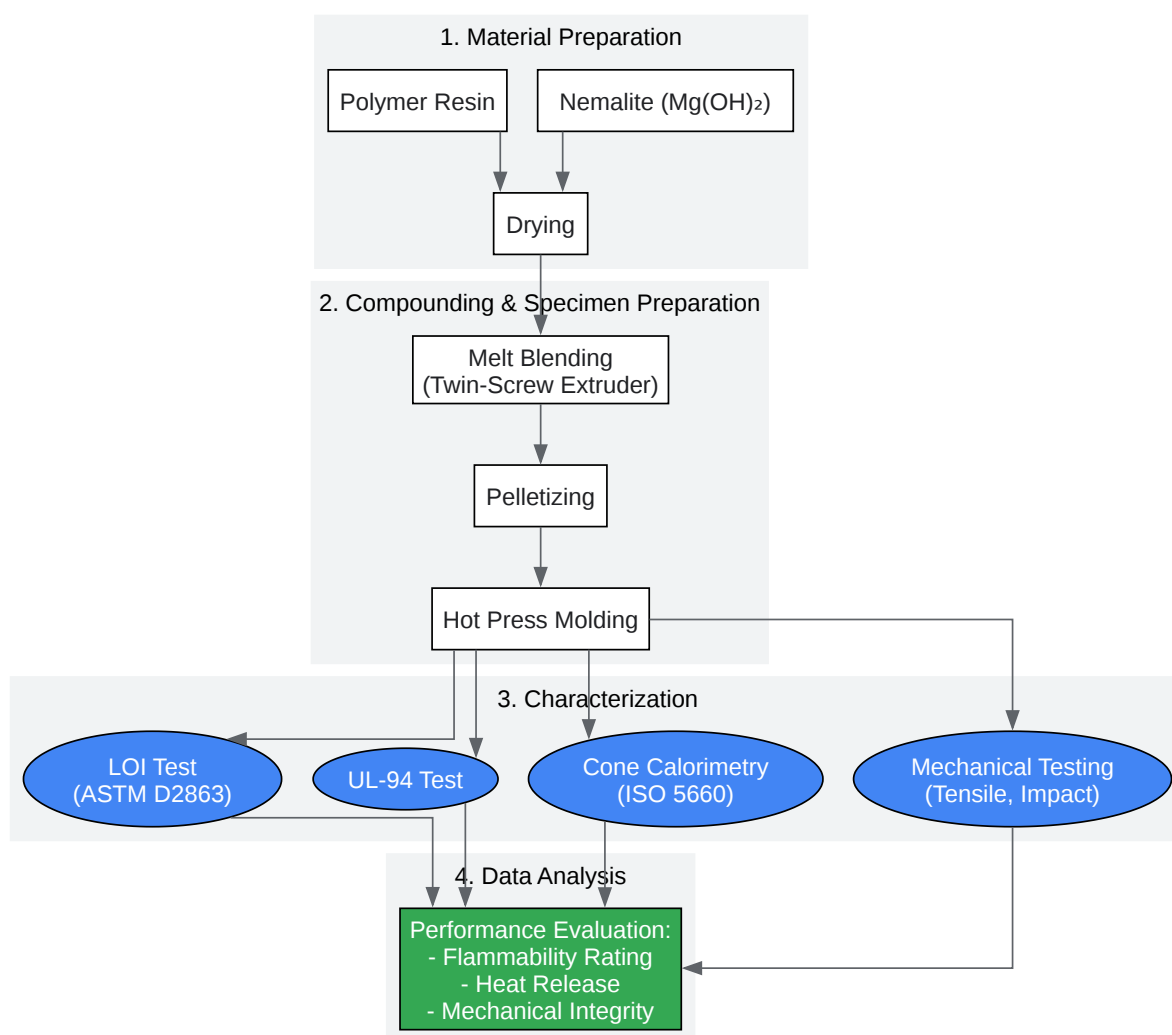 1. Material Preparation
Polymer Resin
Nemalite (Mg(OH)₂)
Drying
2. Compounding & Specimen Preparation
Melt Blending
(Twin-Screw Extruder)
Pelletizing
Hot Press Molding
3. Characterization
LOI Test
(ASTM D2863)
UL-94 Test
Cone Calorimetry
(ISO 5660)
Mechanical Testing
(Tensile, Impact)
4. Data Analysis
Performance Evaluation:
- Flammability Rating
- Heat Release
- Mechanical Integrity